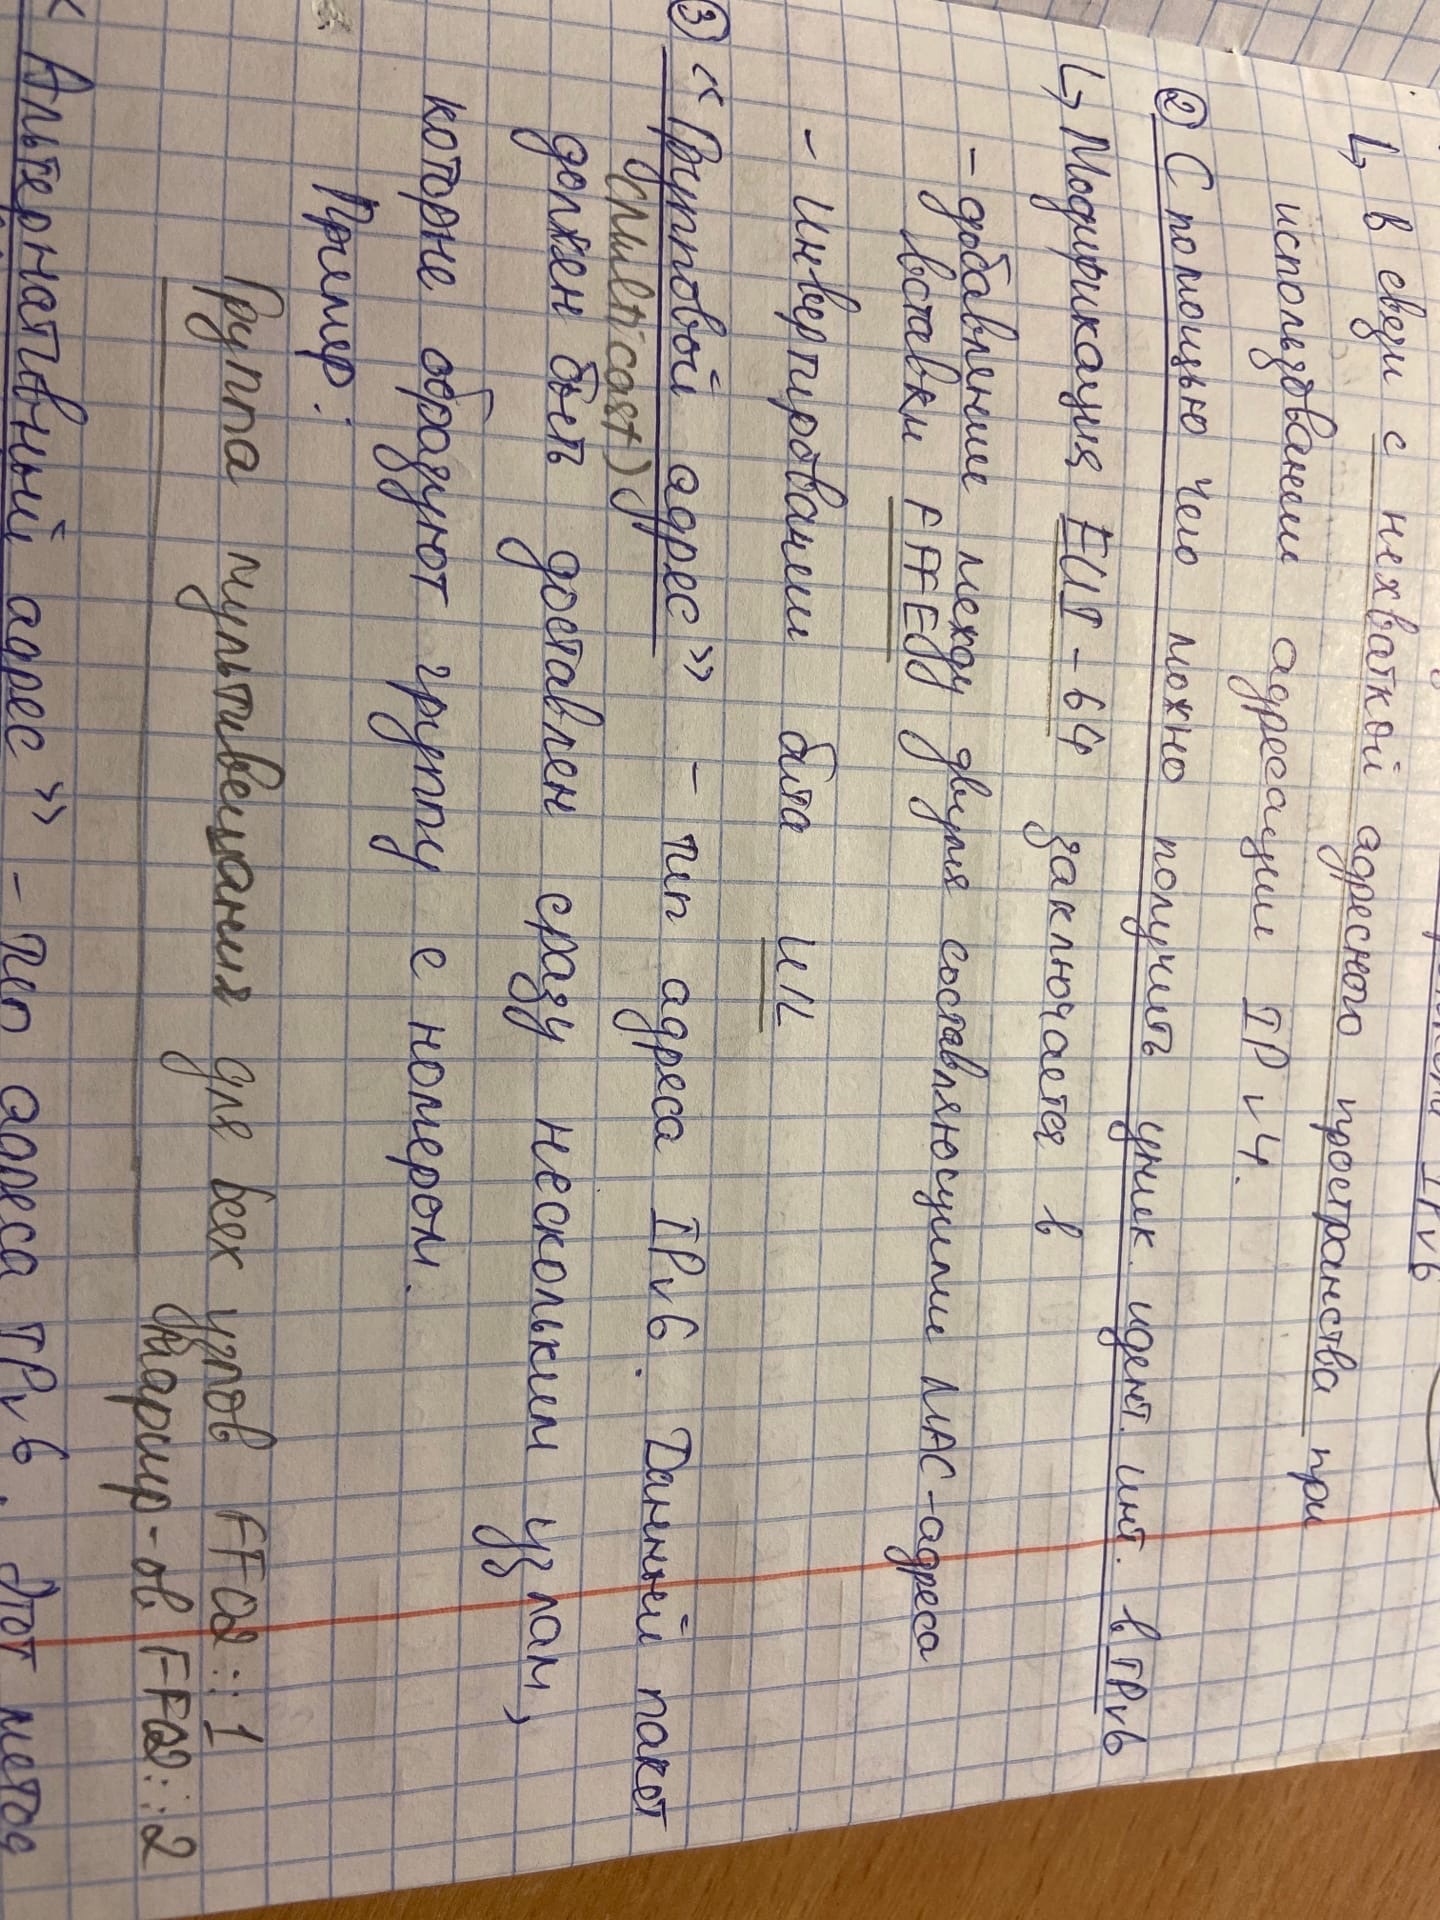 IPv6
↳ В связи с нехваткой адресного пространства при
использовании адресации IPv4.
② С помощью чего можно получить уник. идент. инт. в IPv6
↳ Модификация EUI-64 заключается в
- добавлении между двумя составляющими MAC-адреса
вставки FFFE
- Инвертировании бита U/L
③ «Групповой адрес» - тип адреса IPv6. Данный пакет
(Multicast)
должен быть доставлен сразу нескольким узлам,
которые образуют группу с номером.
Пример:
Группа мультивещания для всех узлов FF02::1
маршр-ов FF02::2
«Альтернативный адрес» - тип адреса IPv6. Этот метод